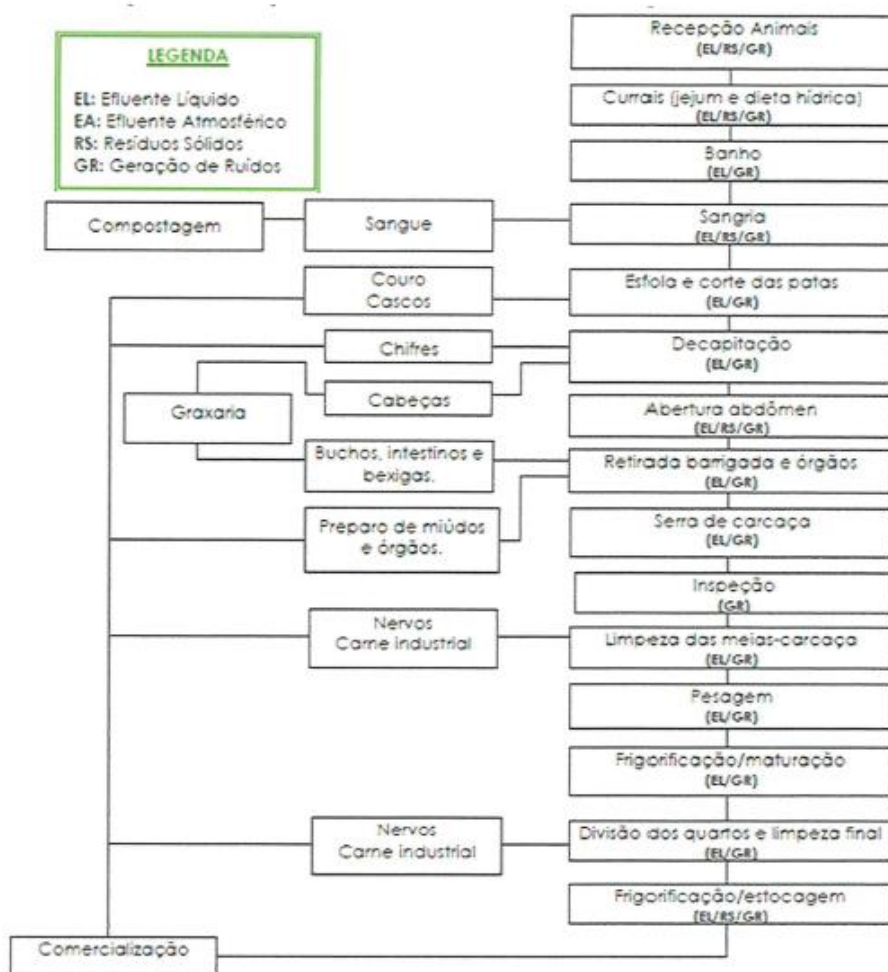 LEGENDA
EL: Efluente Líquido
EA: Efluente Atmosférico
RS: Resíduos Sólidos
GR: Geração de Ruídos
Recepção Animais
(EL/RS/GR)
Currais (jejum e dieta hídrica)
(EL/RS/GR)
Banho
(EL/GR)
Compostagem
Sangue
Sangria
(EL/RS/GR)
Couro
Cascos
Esfola e corte das patas
(EL/GR)
Chifres
Decapitação
(EL/GR)
Cabeças
Graxaria
Abertura abdômen
(EL/RS/GR)
Buchos, intestinos e
bexigas.
Retirada barrigada e órgãos
(EL/GR)
Preparo de miúdos
e órgãos.
Serra de carcaça
(EL/GR)
Inspeção
(GR)
Nervos
Carne industrial
Limpeza das meias-carcaça
(EL/GR)
Pesagem
(EL/GR)
Frigorificação/maturação
(EL/GR)
Nervos
Carne industrial
Divisão dos quartos e limpeza final
(EL/GR)
Frigorificação/estocagem
(EL/RS/GR)
Comercialização